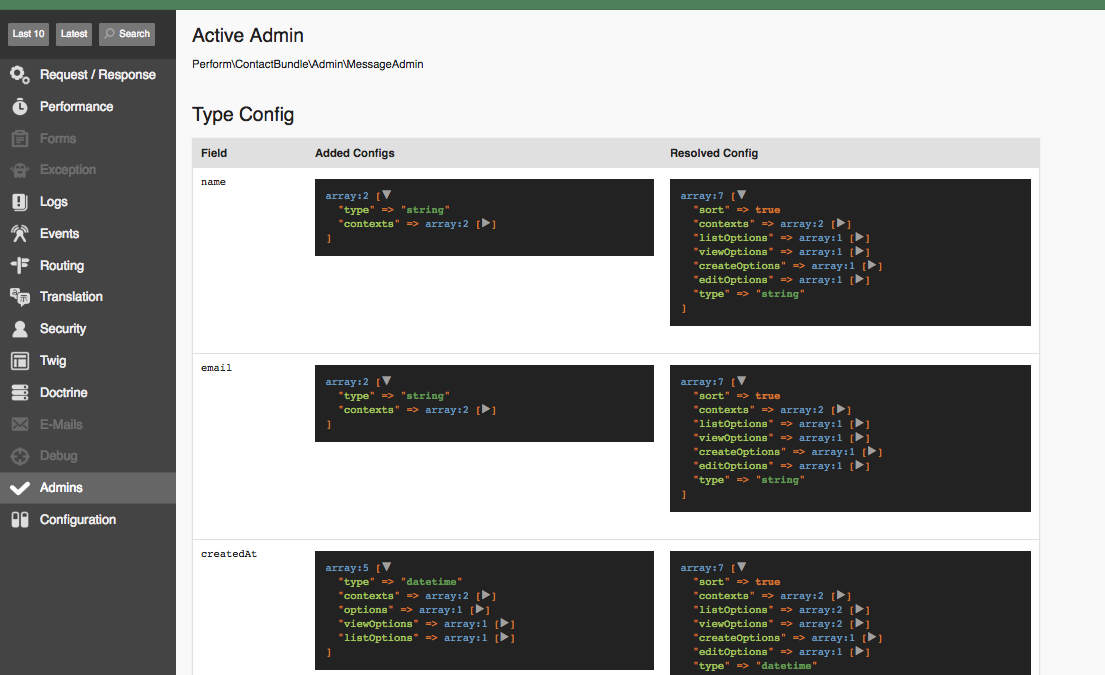 Last 10 Latest Search
Request / Response
Performance
Forms
Exception
Logs
Events
Routing
Translation
Security
Twig
Doctrine
E-Mails
Debug
Admins
Configuration
Active Admin
Perform\ContactBundle\Admin\MessageAdmin
Type Config
Field Added Configs Resolved Config
name
array:2 [▼
"type" => "string"
"contexts" => array:2 [▶]
]
array:7 [▼
"sort" => true
"contexts" => array:2 [▶]
"listOptions" => array:1 [▶]
"viewOptions" => array:1 [▶]
"createOptions" => array:1 [▶]
"editOptions" => array:1 [▶]
"type" => "string"
]
email
array:2 [▼
"type" => "string"
"contexts" => array:2 [▶]
]
array:7 [▼
"sort" => true
"contexts" => array:2 [▶]
"listOptions" => array:1 [▶]
"viewOptions" => array:1 [▶]
"createOptions" => array:1 [▶]
"editOptions" => array:1 [▶]
"type" => "string"
]
createdAt
array:5 [▼
"type" => "datetime"
"contexts" => array:2 [▶]
"options" => array:1 [▶]
"viewOptions" => array:1 [▶]
"listOptions" => array:1 [▶]
]
array:7 [▼
"sort" => true
"contexts" => array:2 [▶]
"listOptions" => array:2 [▶]
"viewOptions" => array:2 [▶]
"createOptions" => array:1 [▶]
"editOptions" => array:1 [▶]
"type" => "datetime"